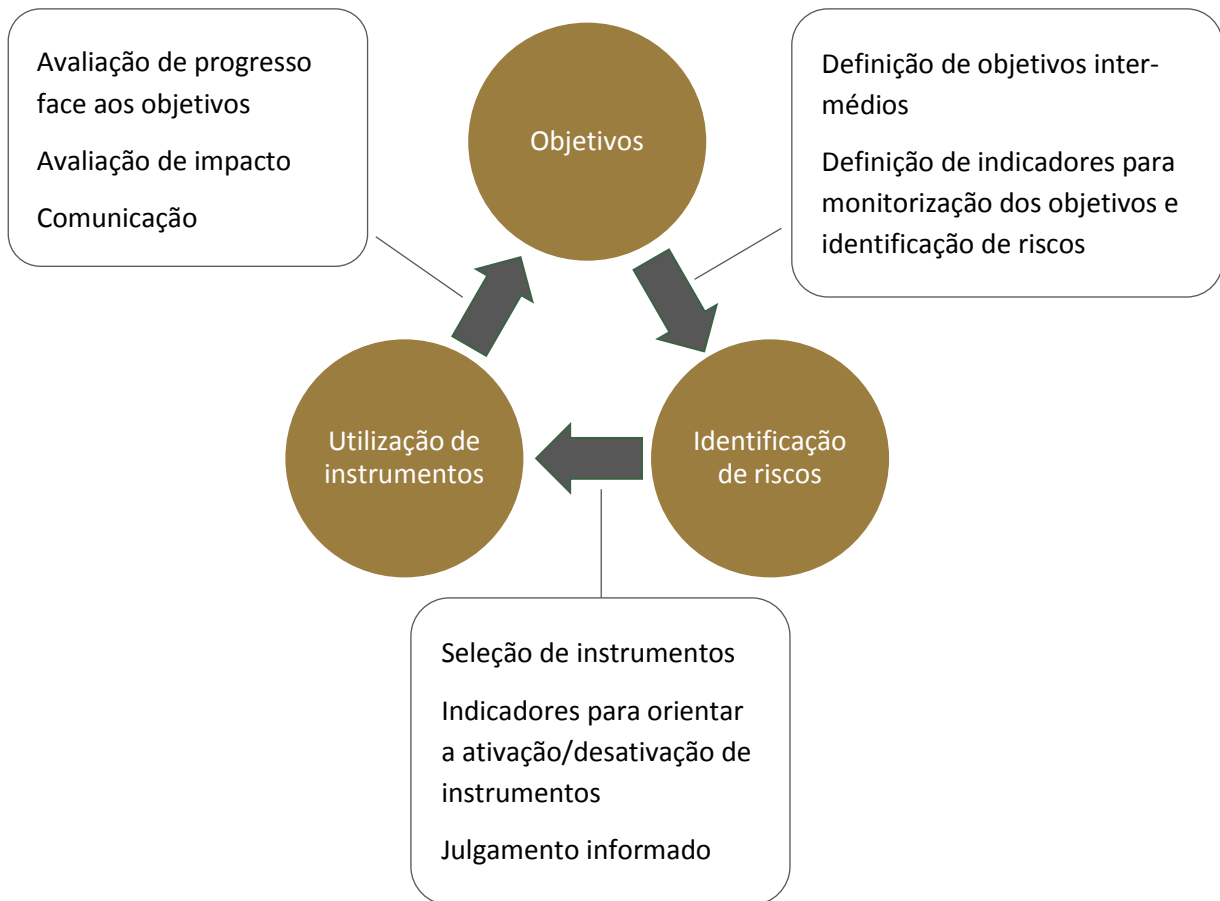 Avaliação de progresso
face aos objetivos
Avaliação de impacto
Comunicação
Objetivos
Definição de objetivos inter-
médios
Definição de indicadores para
monitorização dos objetivos e
identificação de riscos
Utilização de
instrumentos
Identificação
de riscos
Seleção de instrumentos
Indicadores para orientar
a ativação/desativação de
instrumentos
Julgamento informado